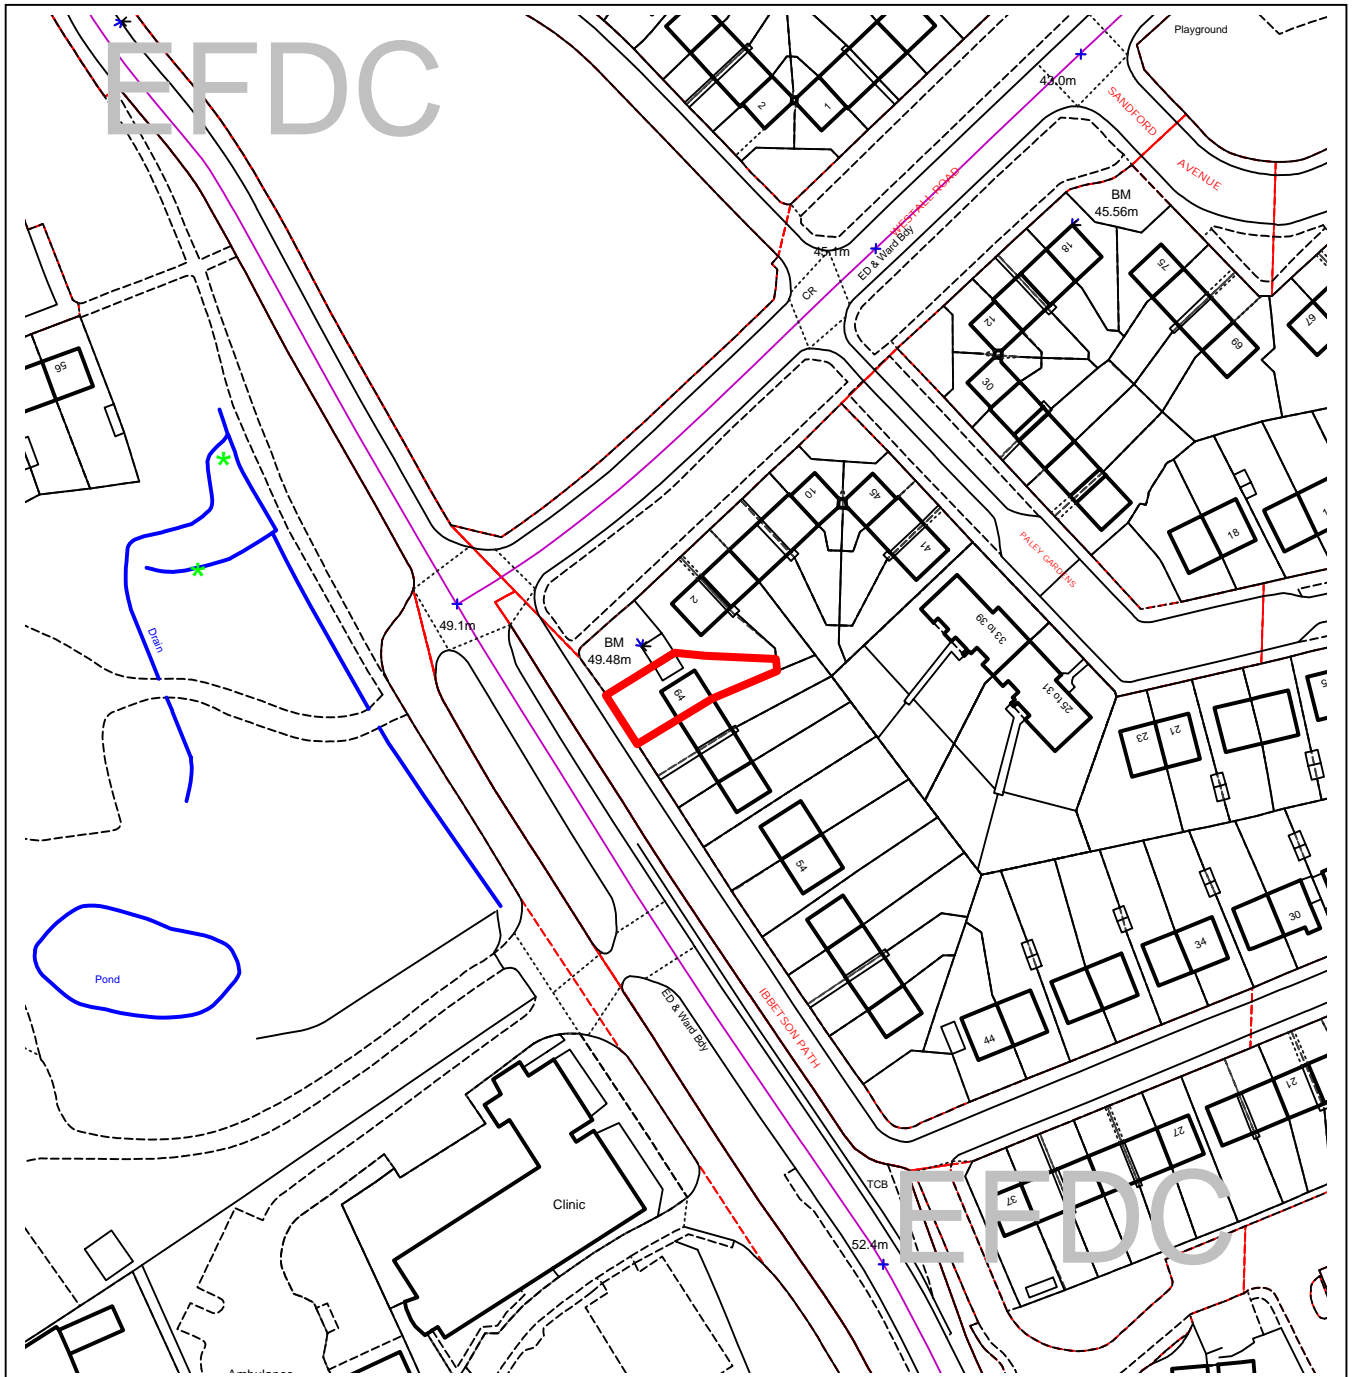 EFDC
Playground
43.0m
SANDFORD
AVENUE
2
1
WESTALL ROAD
ED & Ward Bdy
45.1m
CR
BM
45.56m
18
12
30
75
69
67
56
10
45
41
2
PALEY GARDENS
18
49.1m
BM
49.48m
64
33 to 39
25 to 31
23
21
Drain
54
Pond
ED & Ward Bdy
IBBETSON PATH
44
34
30
21
27
37
TCB
EFDC
52.4m
Clinic